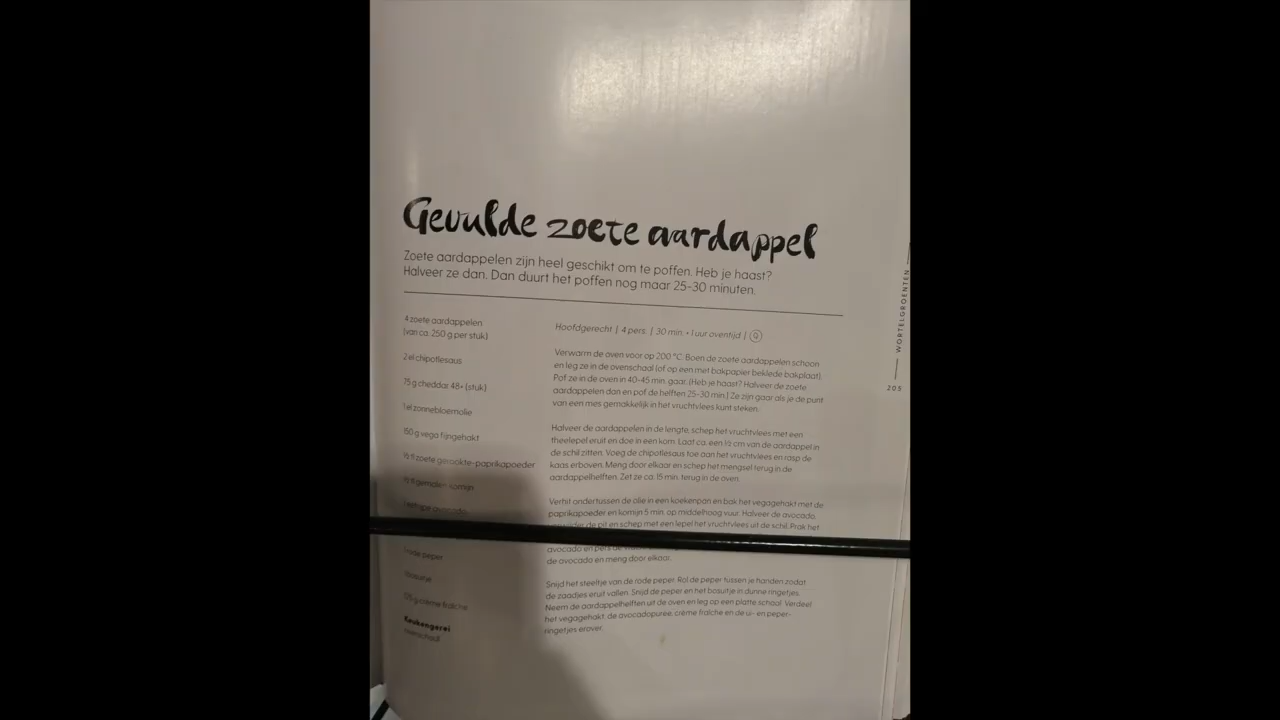 Gevulde zoete aardappel
Zoete aardappelen zijn heel geschikt om te poffen. Heb je haast?
Halveer ze dan. Dan duurt het poffen nog maar 25-30 minuten.
4 zoete aardappelen
(van ca. 250 g per stuk)
2 el chipotlesaus
75 g cheddar 48+ (stuk)
1 el zonnebloemolie
150 g vega fijngehakt
½ tl zoete gerookte-paprikapoeder
½ tl gemalen komijn
avocado
rode peper
bosuitje
125 g crème fraîche
Keukengerei
ovenschaal
Hoofdgerecht | 4 pers. | 30 min. + 1 uur oventijd |
Verwarm de oven voor op 200 °C. Boen de zoete aardappelen schoon
en leg ze in de ovenschaal (of op een met bakpapier beklede bakplaat).
Pof ze in de oven in 40-45 min. gaar. (Heb je haast? Halveer de zoete
aardappelen dan en pof de helften 25-30 min.) Ze zijn gaar als je de punt
van een mes gemakkelijk in het vruchtvlees kunt steken.
Halveer de aardappelen in de lengte, schep het vruchtvlees met een
theelepel eruit en doe in een kom. Laat ca. een ½ cm van de aardappel in
de schil zitten. Voeg de chipotlesaus toe aan het vruchtvlees en rasp de
kaas erboven. Meng door elkaar en schep het mengsel terug in de
aardappelhelften. Zet ze ca. 15 min. terug in de oven.
Verhit ondertussen de olie in een koekenpan en bak het vegagehakt met de
paprikapoeder en komijn 5 min. op middelhoog vuur. Halveer de avocado,
de pit en schep met een lepel het vruchtvlees uit de schil. Prak het
avocado en pers de
de avocado en meng door elkaar.
Snijd het steeltje van de rode peper. Rol de peper tussen je handen zodat
de zaadjes eruit vallen. Snijd de peper en het bosuitje in dunne ringetjes.
Neem de aardappelhelften uit de oven en leg op een platte schaal. Verdeel
het vegagehakt, de avocadopuree, crème fraîche en de ui- en peper-
ringetjes erover.
WORTELGROENTEN
205